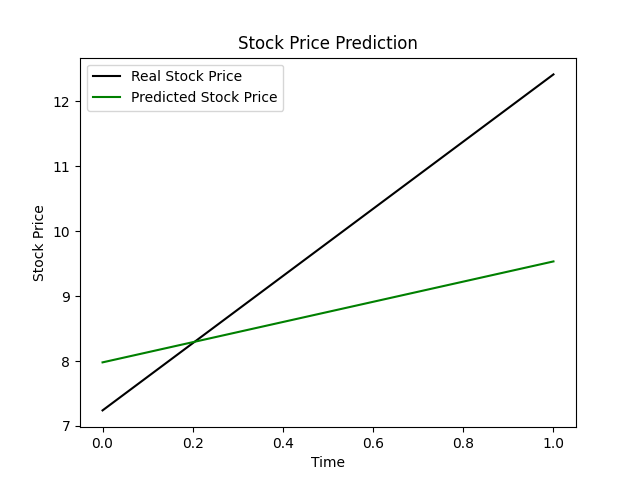 Stock Price Prediction
Real Stock Price
Predicted Stock Price
Stock Price
12
11
10
9
8
7
0.0 0.2 0.4 0.6 0.8 1.0
Time